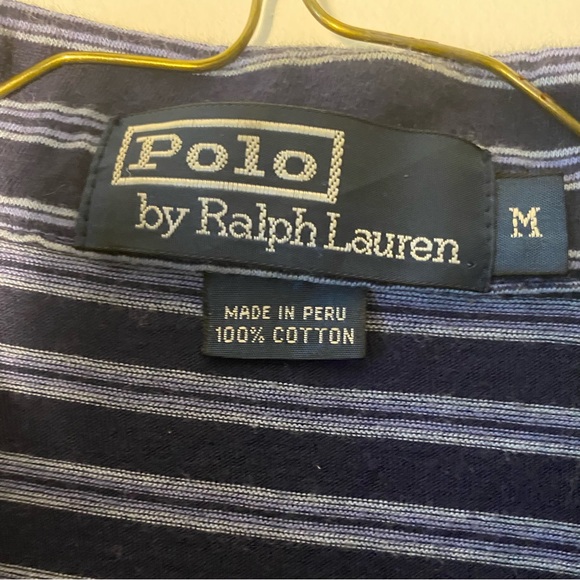 Polo
by Ralph Lauren
M
MADE IN PERU
100% COTTON